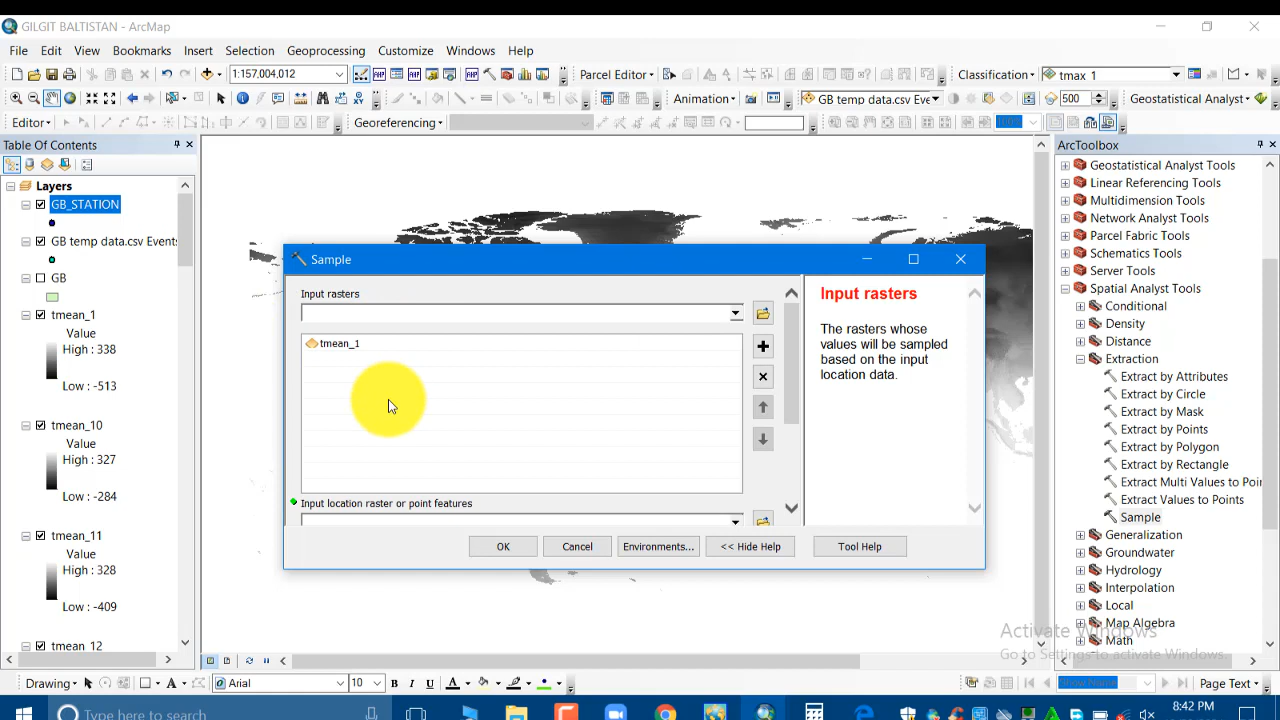 GILGIT BALTISTAN - ArcMap
File Edit View Bookmarks Insert Selection Geoprocessing Customize Windows Help
1:157,004,012
Parcel Editor
Classification
tmax 1
Animation
GB temp data.csv Events
500
Geostatistical Analyst
Editor
Georeferencing
100%
Table Of Contents
Layers
GB_STATION
GB temp data.csv Events
GB
tmean_1
Value
High : 338
Low : -513
tmean_10
Value
High : 327
Low : -284
tmean_11
Value
High : 328
Low : -409
tmean 12
Sample
Input rasters
tmean_1
Input location raster or point features
Input rasters
The rasters whose
values will be sampled
based on the input
location data.
OK
Cancel
Environments...
<< Hide Help
Tool Help
ArcToolbox
Geostatistical Analyst Tools
Linear Referencing Tools
Multidimension Tools
Network Analyst Tools
Parcel Fabric Tools
Schematics Tools
Server Tools
Spatial Analyst Tools
Conditional
Density
Distance
Extraction
Extract by Attributes
Extract by Circle
Extract by Mask
Extract by Points
Extract by Polygon
Extract by Rectangle
Extract Multi Values to Poin
Extract Values to Points
Sample
Generalization
Groundwater
Hydrology
Interpolation
Local
Map Algebra
Math
Activate Windows
Go to Settings to activate Windows.
Drawing
Arial
10
B I U A
Page Text
Type here to search
8:42 PM